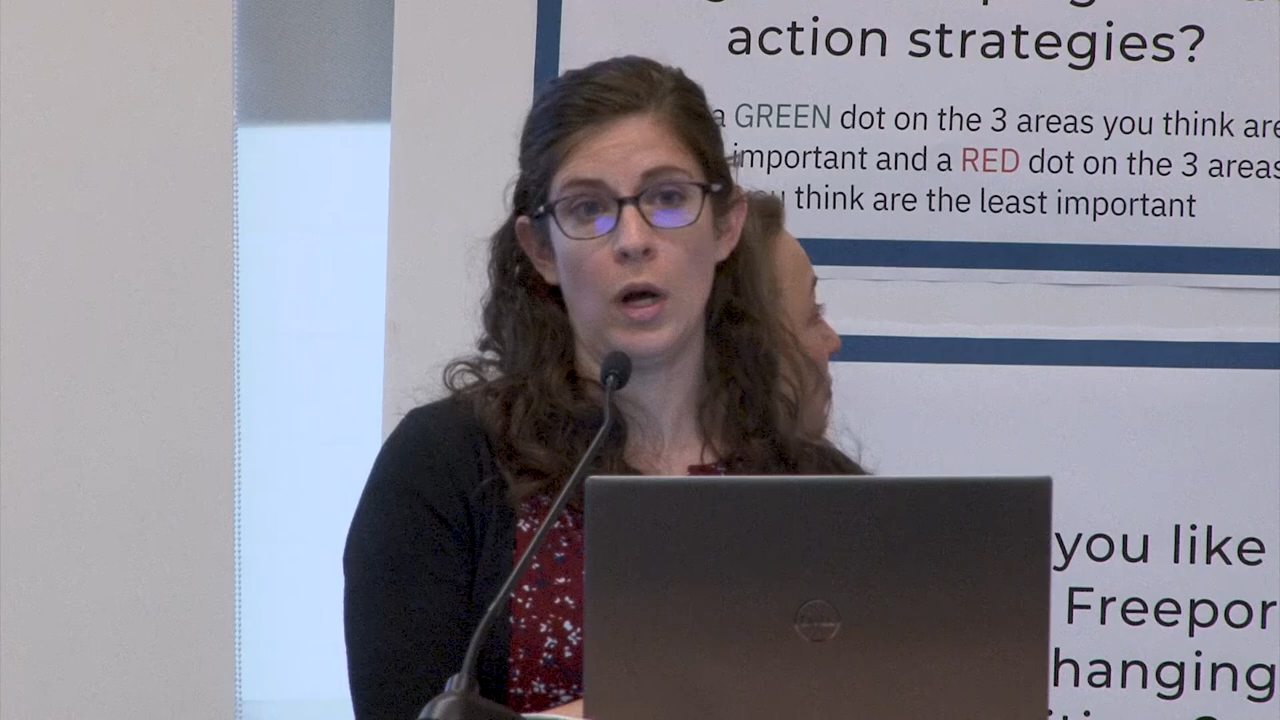 action strategies?
a GREEN dot on the 3 areas you think are
important and a RED dot on the 3 areas
you think are the least important
you like
Freepor
hanging